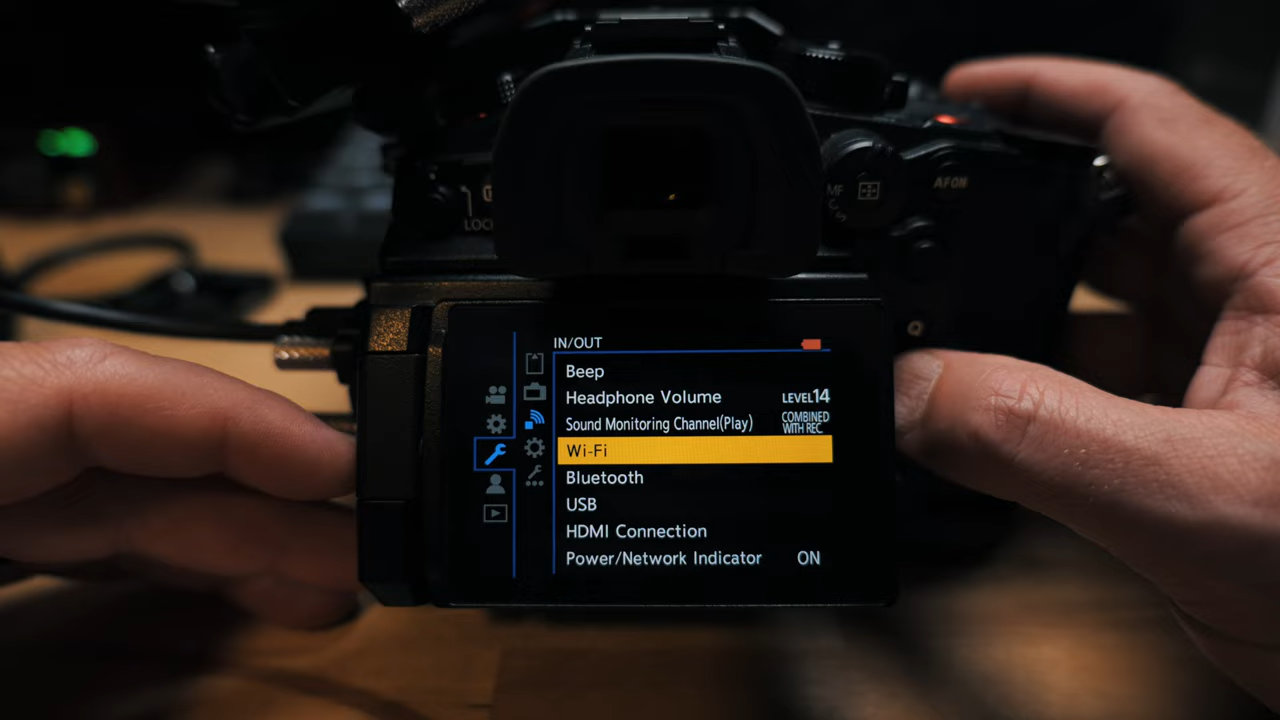 LOCK
MF
C
S
AFON
Q
IN/OUT
Beep
Headphone Volume LEVEL14
Sound Monitoring Channel(Play) COMBINED
WITH REC
Wi-Fi
Bluetooth
USB
HDMI Connection
Power/Network Indicator ON